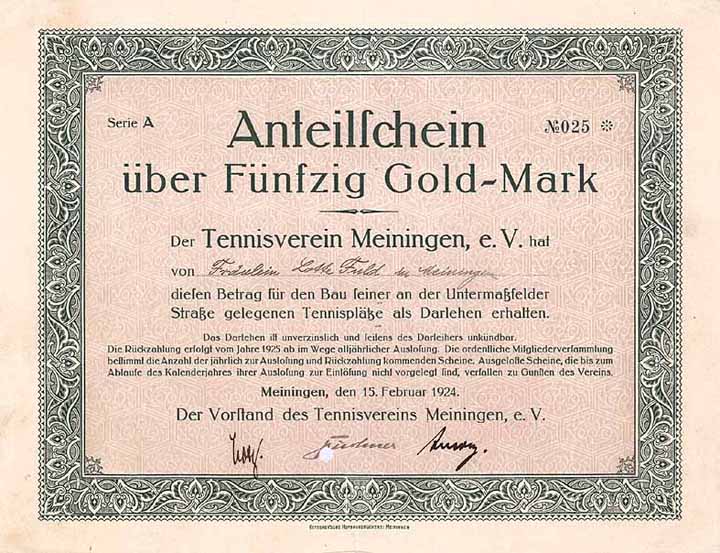 Serie A
Anteilſchein
№025 ※
über Fünfzig Gold-Mark
Der Tennisverein Meiningen, e. V. hat
von Fräulein Lotte Fuld in Meiningen
dieſen Betrag für den Bau ſeiner an der Untermaßfelder
Straße gelegenen Tennisplätze als Darlehen erhalten.
Das Darlehen iſt unverzinslich und ſeitens des Darleihers unkündbar.
Die Rückzahlung erfolgt vom Jahre 1925 ab im Wege alljährlicher Ausloſung. Die ordentliche Mitgliederverſammlung
beſtimmt die Anzahl der jährlich zur Ausloſung und Rückzahlung kommenden Scheine. Ausgeloſte Scheine, die bis zum
Ablaufe des Kalenderjahres ihrer Ausloſung zur Einlöſung nicht vorgelegt ſind, verfallen zu Gunſten des Vereins.
Meiningen, den 15. Februar 1924.
Der Vorſtand des Tennisvereins Meiningen, e. V.